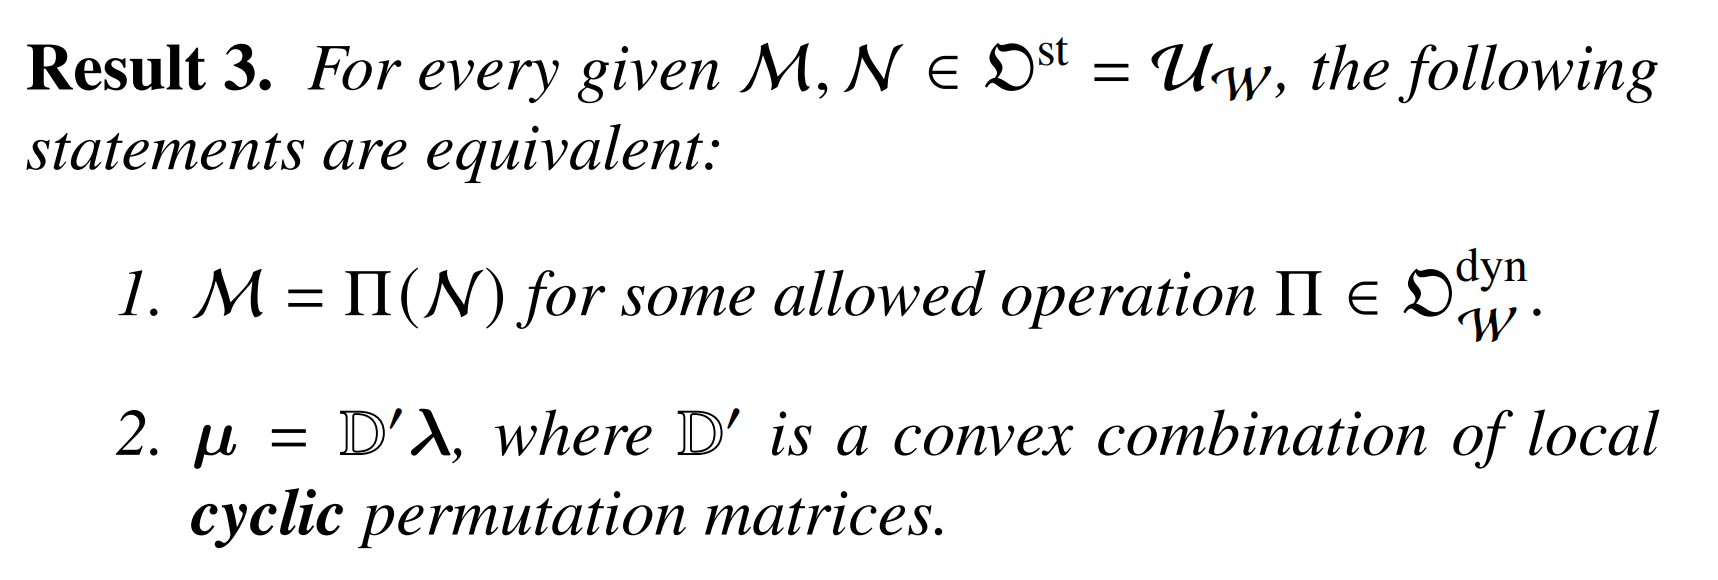 Result 3. For every given ℳ, 𝒩 ∈ 𝔇ˢᵗ = 𝒰_𝒲, the following
statements are equivalent:
1. ℳ = Π(𝒩) for some allowed operation Π ∈ 𝔇^dyn_𝒲.
2. μ = 𝔻′λ, where 𝔻′ is a convex combination of local
cyclic permutation matrices.